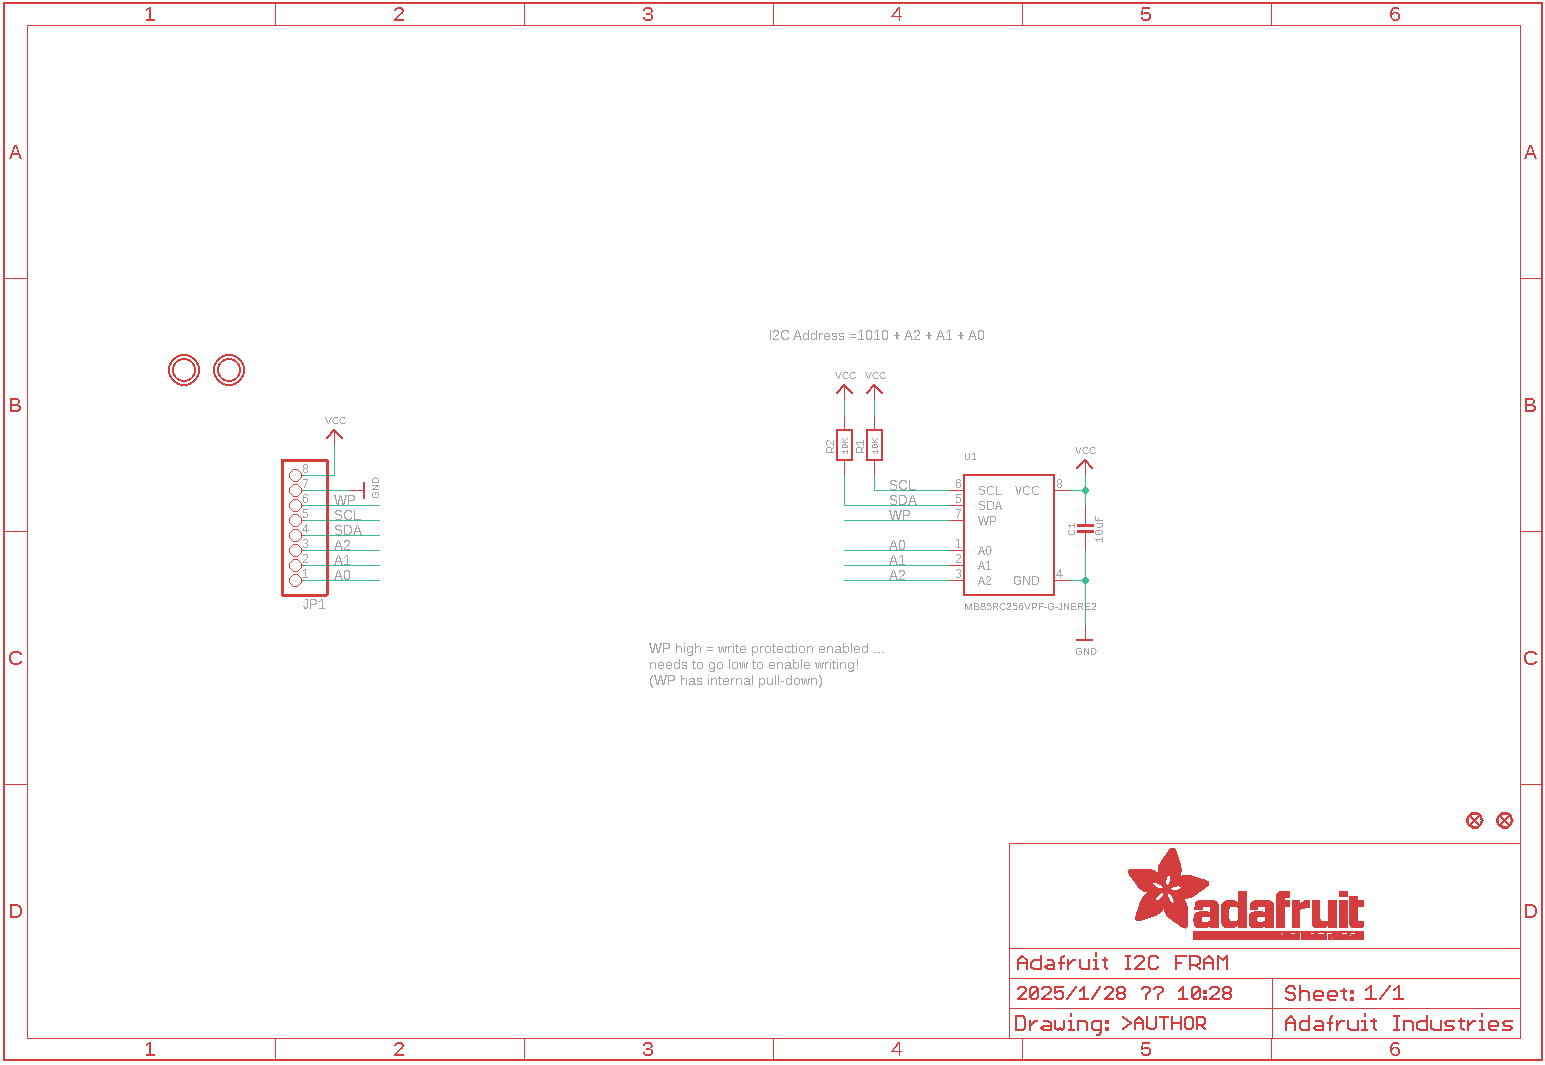 1 2 3 4 5 6
A A
I2C Address =1010 + A2 + A1 + A0
VCC VCC
B B
VCC
R2 10K R1 10K
VCC
U1
8
7 GND
6 WP
5 SCL
4 SDA
3 A2
2 A1
1 A0
JP1
SCL 6 SCL VCC 8
SDA 5 SDA
WP 7 WP
C1 10uF
A0 1 A0
A1 2 A1
A2 3 A2 GND 4
MB85RC256VPF-G-JNERE2
GND
WP high = write protection enabled ...
needs to go low to enable writing!
(WP has internal pull-down)
C C
D D
adafruit
Adafruit I2C FRAM
2025/1/28 ?? 10:28 Sheet: 1/1
Drawing: >AUTHOR Adafruit Industries
1 2 3 4 5 6